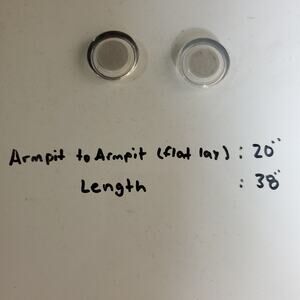 Armpit to Armpit (flat lay) : 20"
Length : 38"